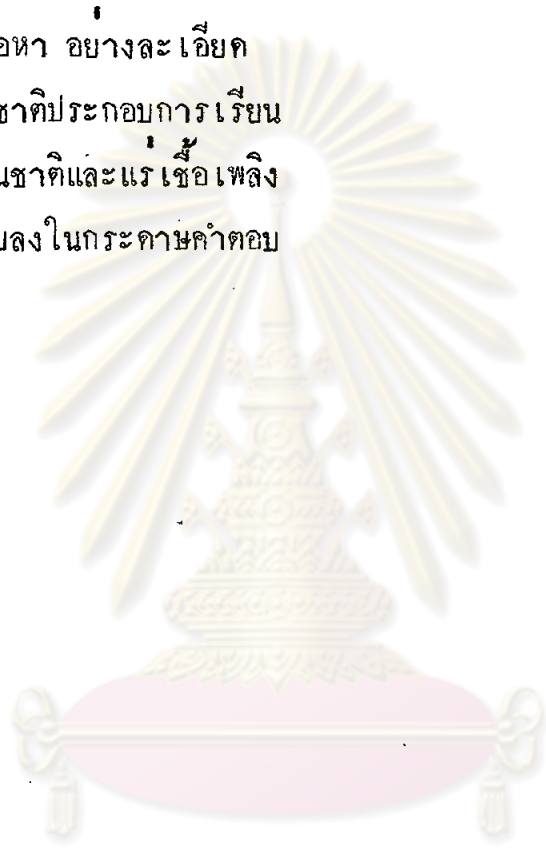 อหา อย่างละเอียด
ชาติประกอบการเรียน
นชาติและแร่เชื้อเพลิง
บลงในกระดาษคำตอบ